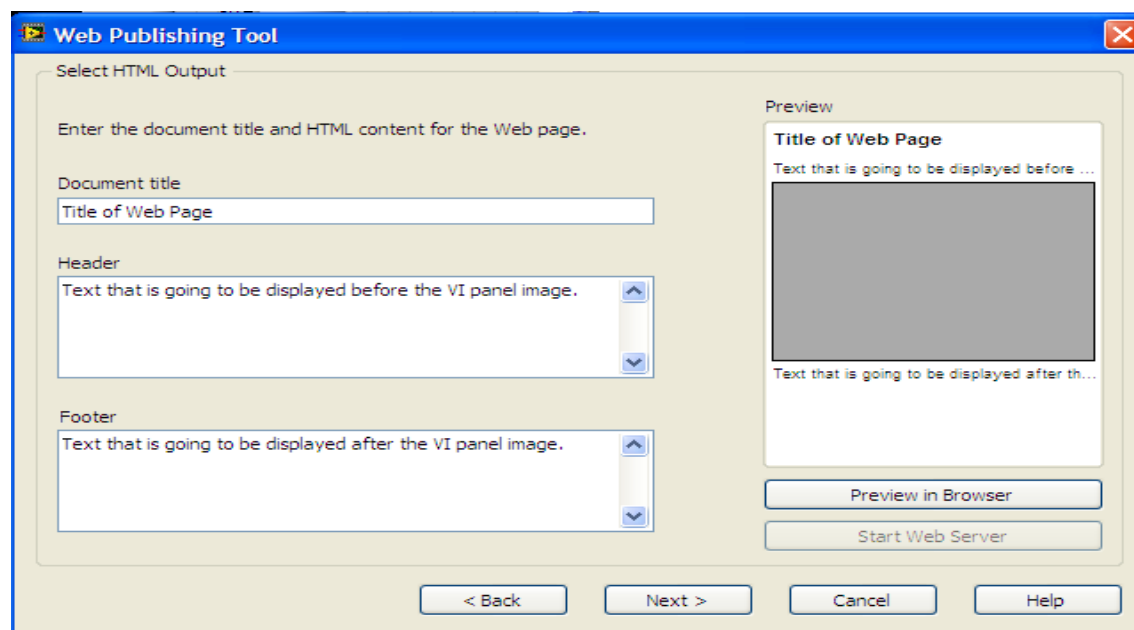 Web Publishing Tool
Select HTML Output
Enter the document title and HTML content for the Web page.
Document title
Title of Web Page
Header
Text that is going to be displayed before the VI panel image.
Footer
Text that is going to be displayed after the VI panel image.
Preview
Title of Web Page
Text that is going to be displayed before ...
Text that is going to be displayed after th...
Preview in Browser
Start Web Server
< Back
Next >
Cancel
Help